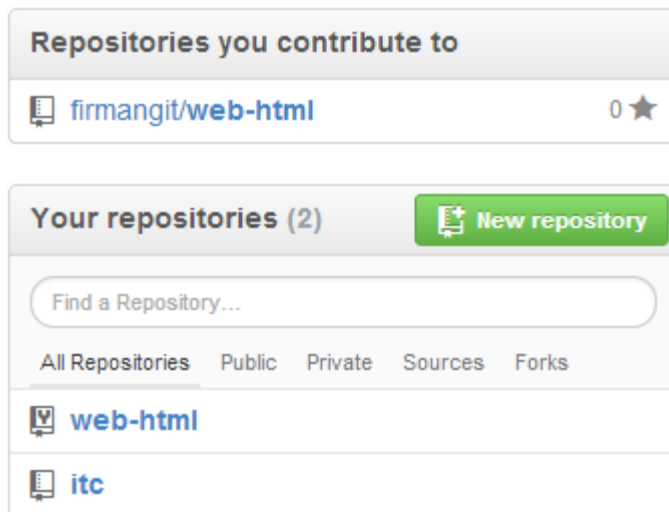 Repositories you contribute to
firmangit/web-html 0
Your repositories (2) New repository
Find a Repository...
All Repositories Public Private Sources Forks
web-html
itc